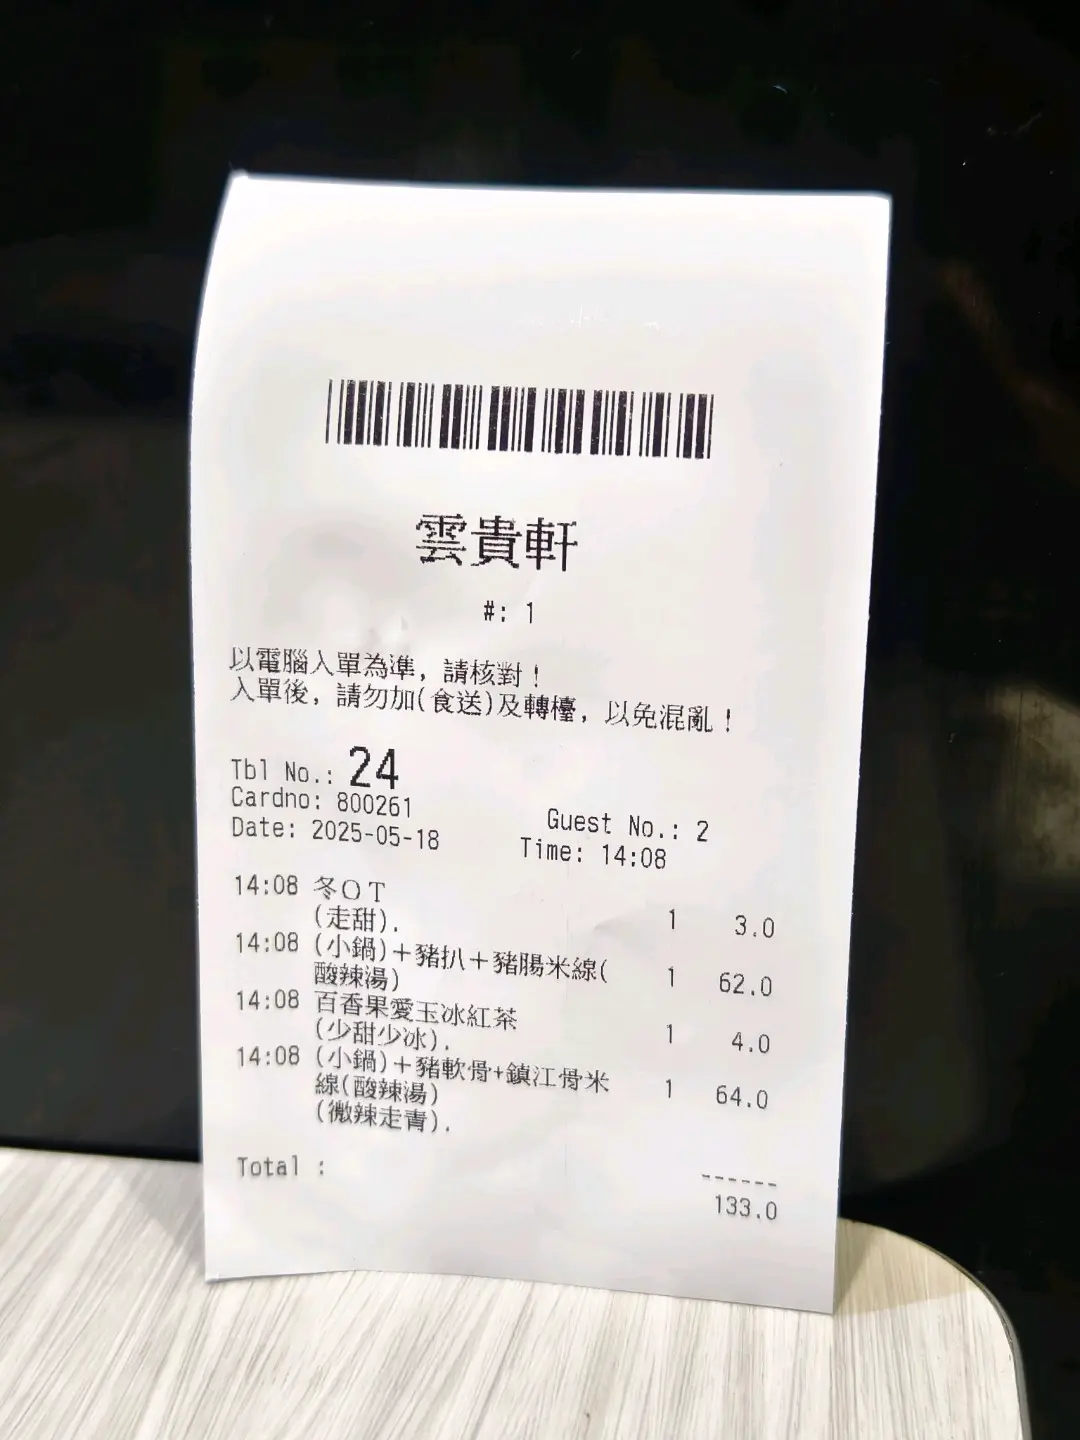 雲貴軒
#: 1
以電腦入單為準，請核對！
入單後，請勿加(食送)及轉檯，以免混亂！
Tbl No.: 24
Cardno: 800261
Guest No.: 2
Date: 2025-05-18 Time: 14:08
14:08 冬OT
(走甜). 1 3.0
14:08 (小鍋)+豬扒+豬腸米線(
酸辣湯) 1 62.0
14:08 百香果愛玉冰紅茶
(少甜少冰). 1 4.0
14:08 (小鍋)+豬軟骨+鎮江骨米
線(酸辣湯) 1 64.0
(微辣走青).
Total :
------
133.0